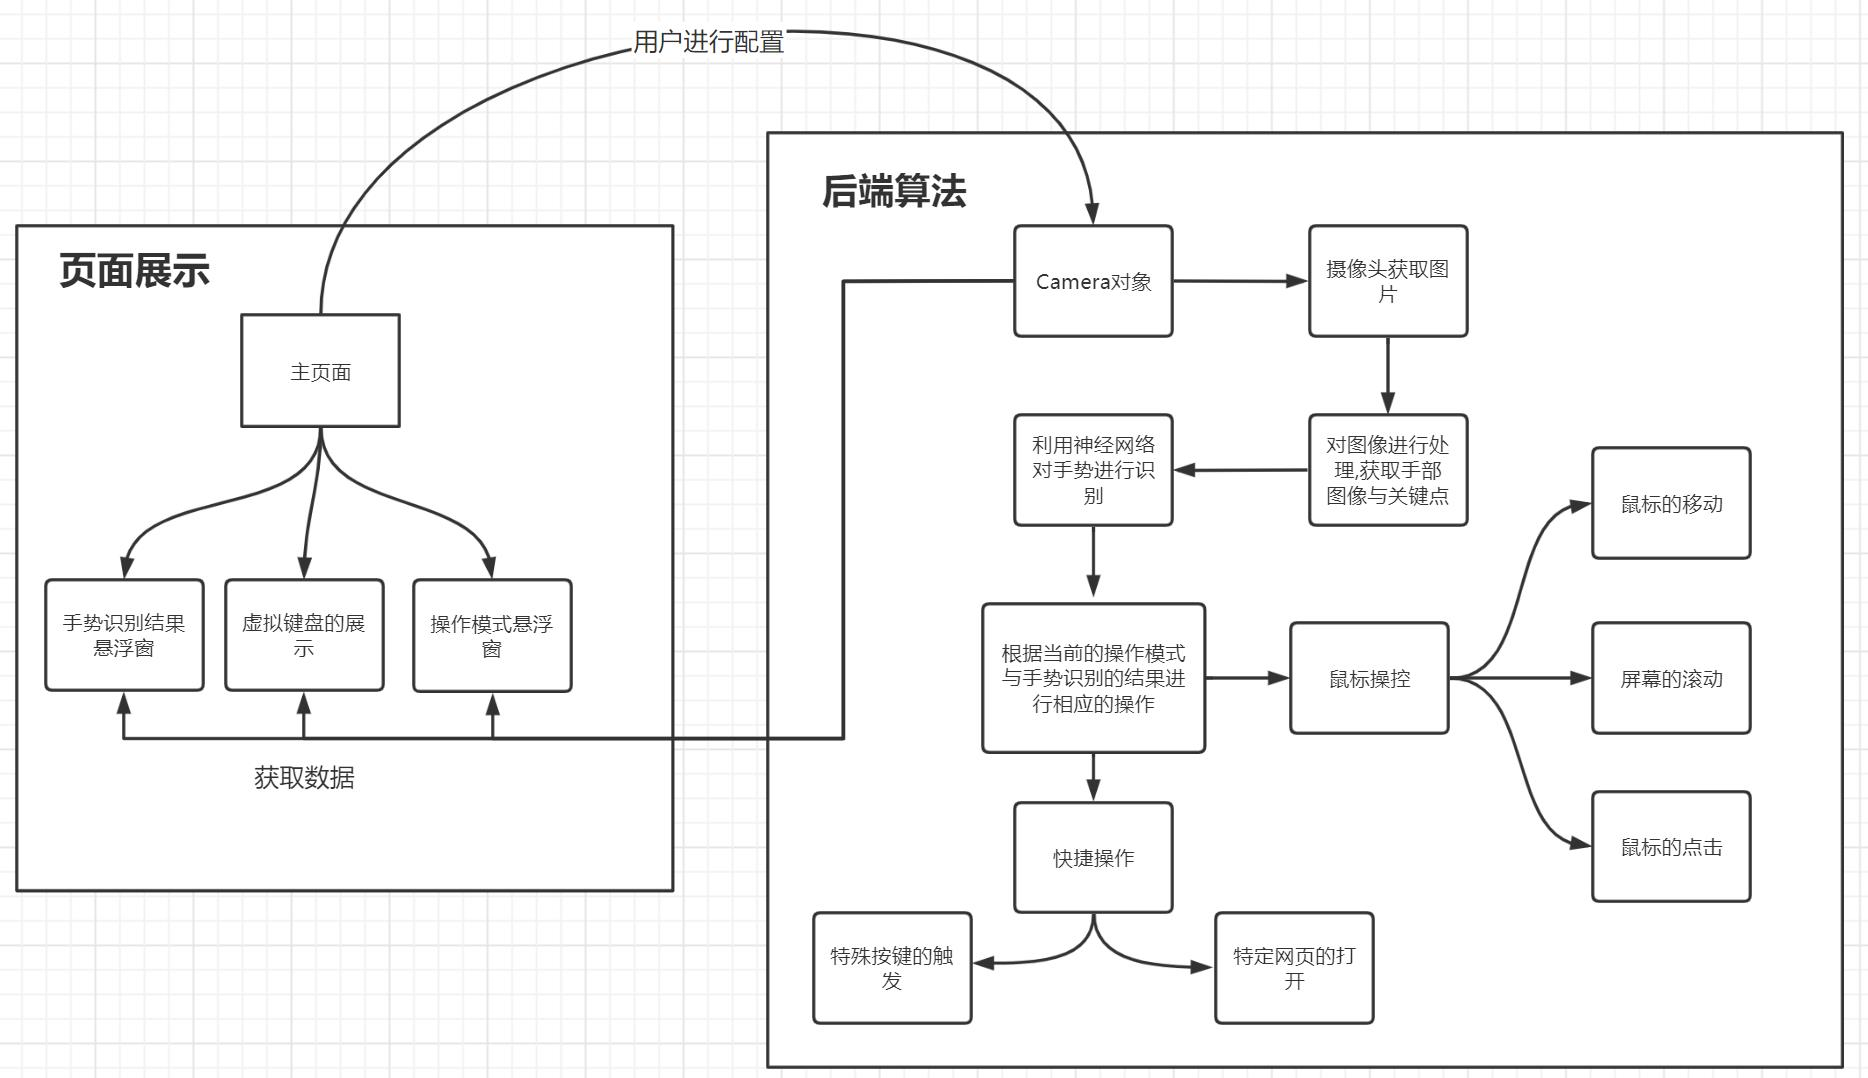 用户进行配置
页面展示
主页面
手势识别结果
悬浮窗
虚拟键盘的展
示
操作模式悬浮
窗
获取数据
后端算法
Camera对象
摄像头获取图
片
利用神经网络
对手势进行识
别
对图像进行处
理,获取手部
图像与关键点
根据当前的操作模式
与手势识别的结果进
行相应的操作
鼠标操控
鼠标的移动
屏幕的滚动
鼠标的点击
快捷操作
特殊按键的触
发
特定网页的打
开